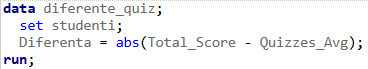 data diferente_quiz;
set studenti;
Diferenta = abs(Total_Score - Quizzes_Avg);
run;